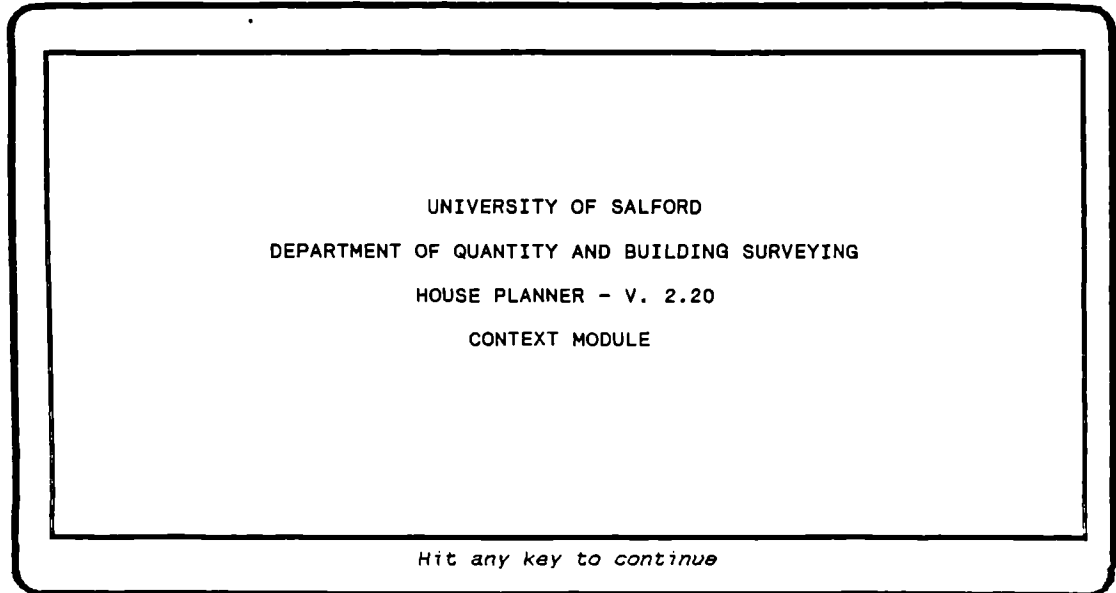 UNIVERSITY OF SALFORD
DEPARTMENT OF QUANTITY AND BUILDING SURVEYING
HOUSE PLANNER - V. 2.20
CONTEXT MODULE
Hit any key to continue